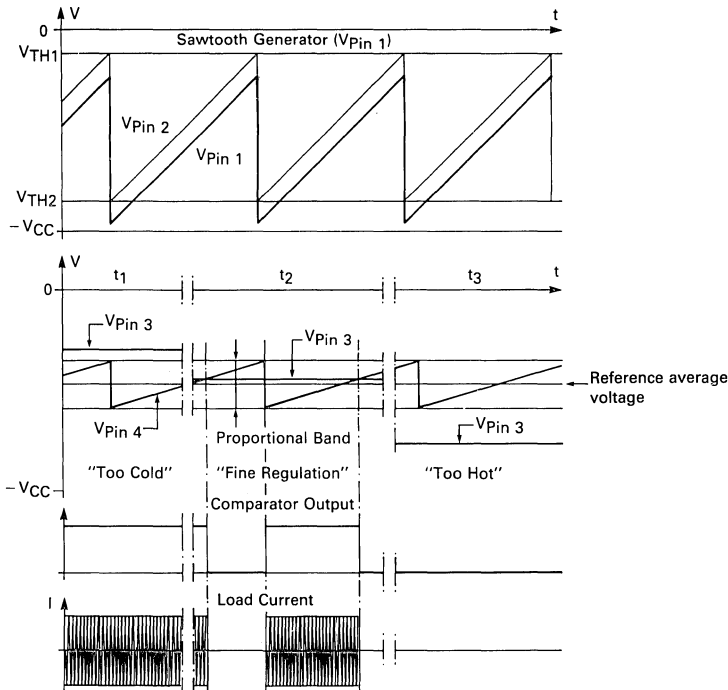 V
t
0
Sawtooth Generator (VPin 1)
VTH1
VPin 2
VPin 1
VTH2
– VCC
V
t1
t2
t3
t
0
VPin 3
VPin 3
Reference average
voltage
VPin 4
Proportional Band
VPin 3
"Too Cold"
"Fine Regulation"
"Too Hot"
– VCC
Comparator Output
I
Load Current